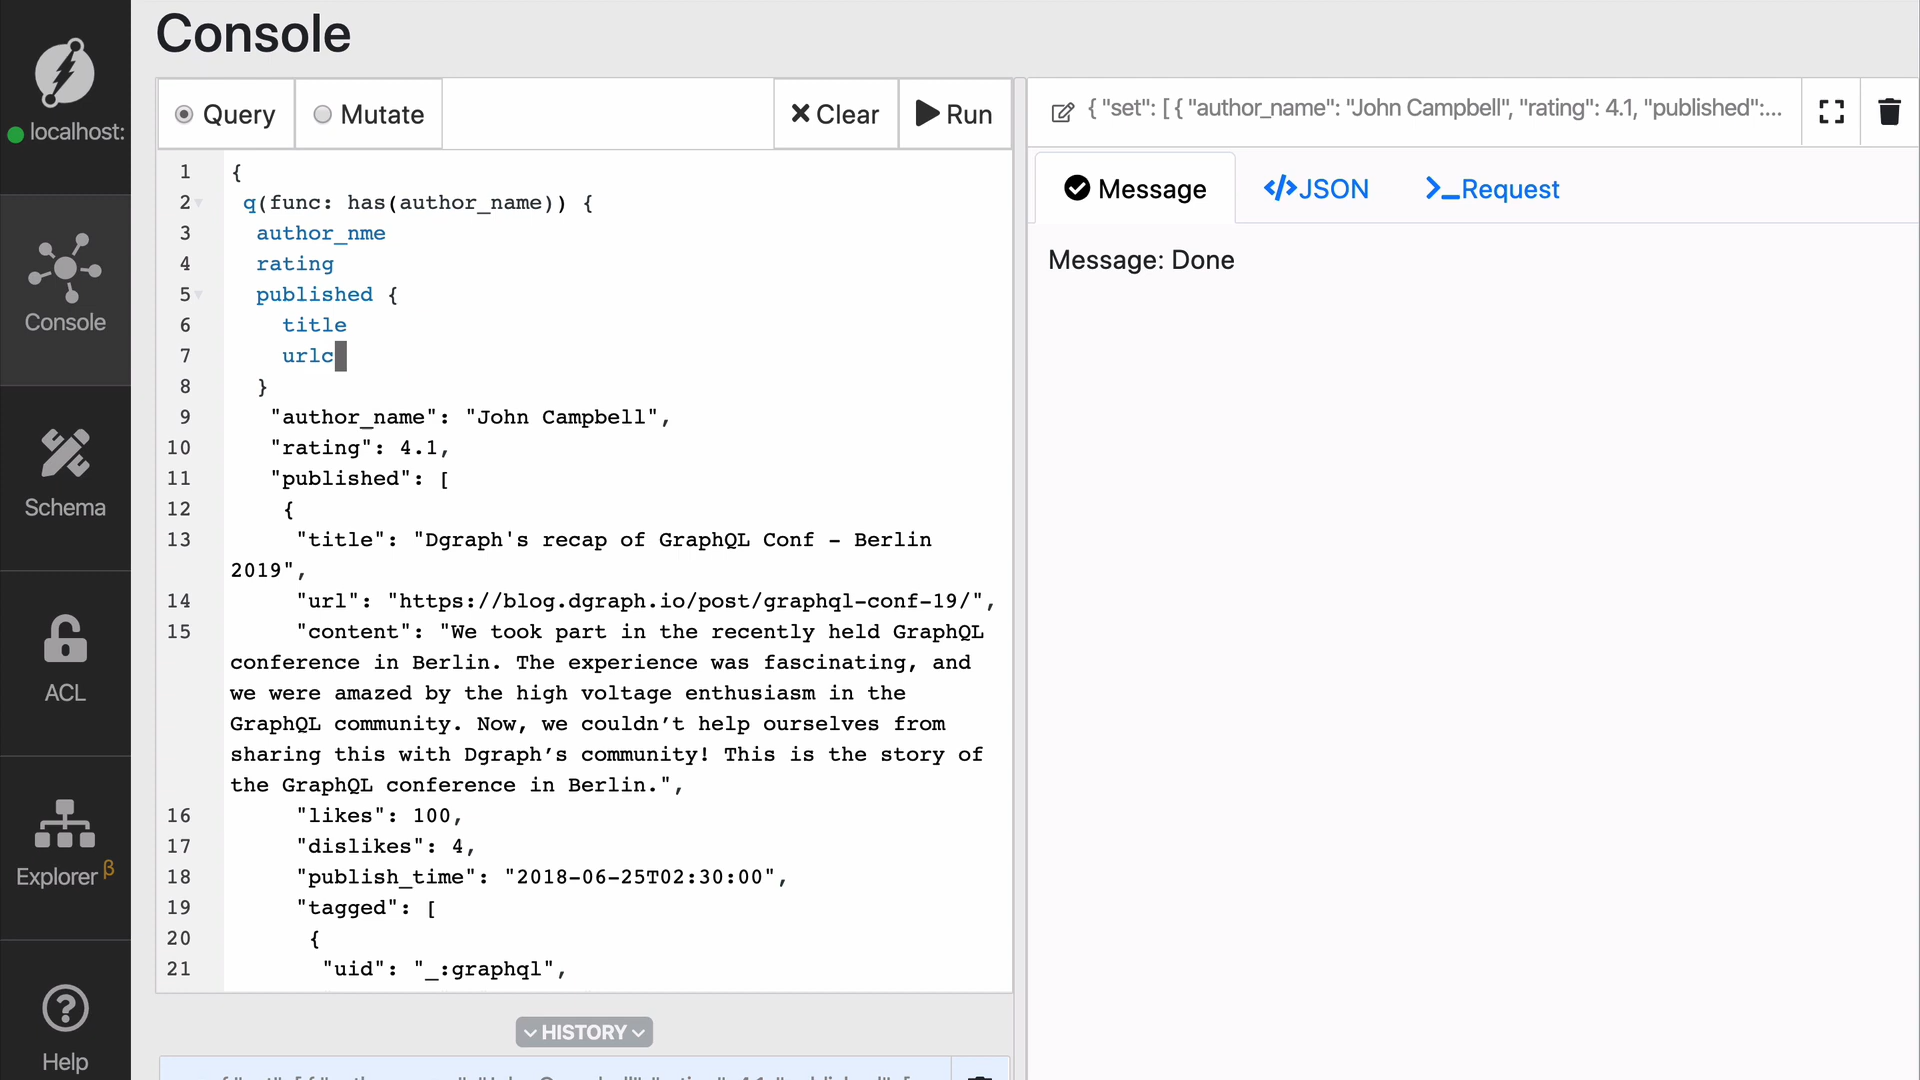 Console
Query
Mutate
Clear
Run
{ "set": [ { "author_name": "John Campbell", "rating": 4.1, "published":...
localhost:
Message
JSON
Request
Message: Done
1 {
2 q(func: has(author_name)) {
3 author_nme
4 rating
5 published {
6 title
7 urlc
8 }
9 "author_name": "John Campbell",
10 "rating": 4.1,
11 "published": [
12 {
13 "title": "Dgraph's recap of GraphQL Conf - Berlin
2019",
14 "url": "https://blog.dgraph.io/post/graphql-conf-19/",
15 "content": "We took part in the recently held GraphQL
conference in Berlin. The experience was fascinating, and
we were amazed by the high voltage enthusiasm in the
GraphQL community. Now, we couldn’t help ourselves from
sharing this with Dgraph’s community! This is the story of
the GraphQL conference in Berlin.",
16 "likes": 100,
17 "dislikes": 4,
18 "publish_time": "2018-06-25T02:30:00",
19 "tagged": [
20 {
21 "uid": "_:graphql",
Console
Schema
ACL
Explorer β
Help
HISTORY